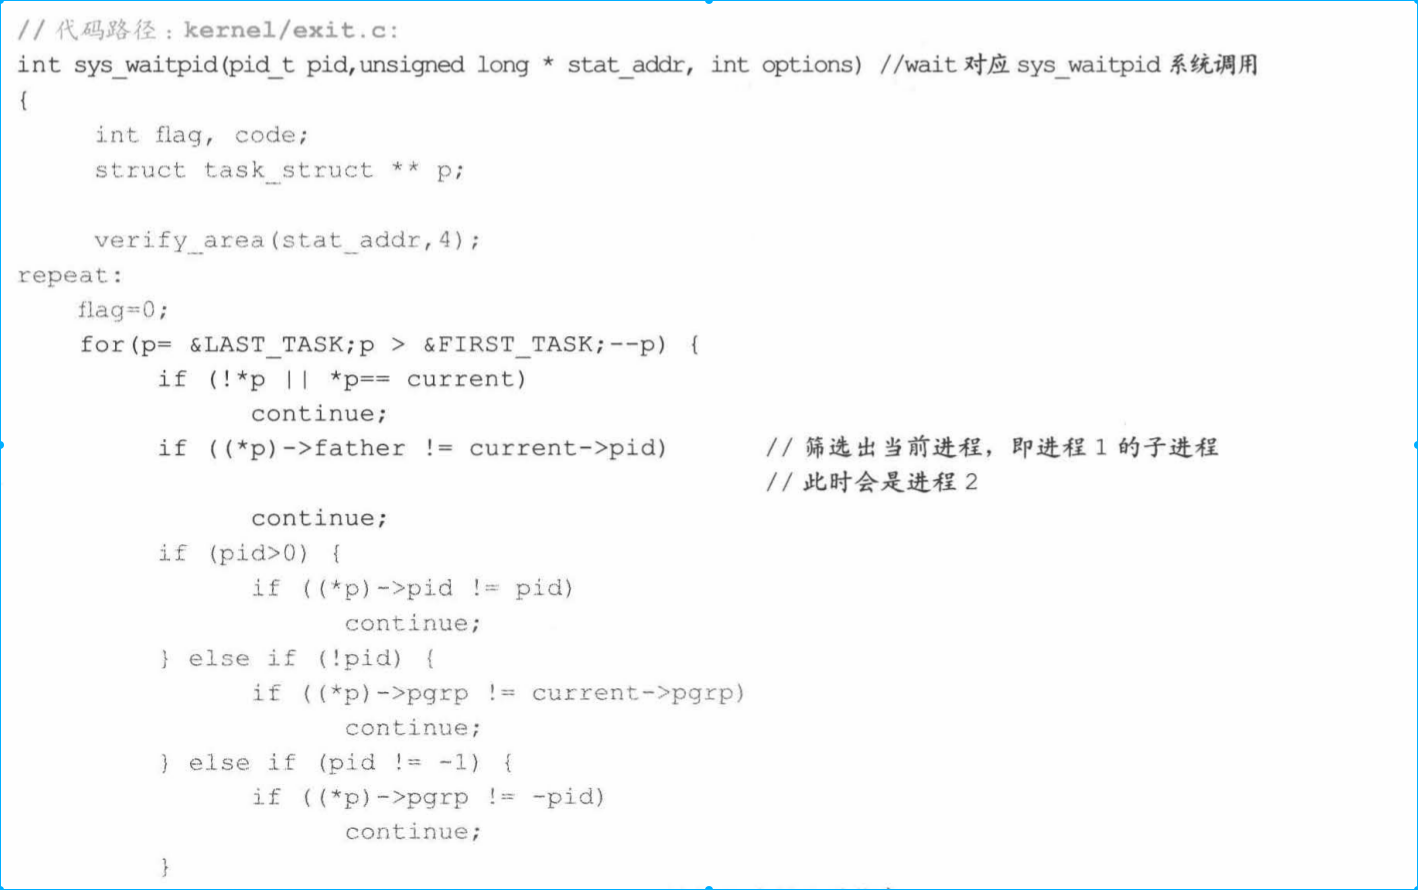 // 代码路径：kernel/exit.c:
int sys_waitpid(pid_t pid,unsigned long * stat_addr, int options) //wait 对应 sys_waitpid 系统调用
{
int flag, code;
struct task_struct ** p;
verify_area(stat_addr,4);
repeat:
flag=0;
for(p= &LAST_TASK;p > &FIRST_TASK;--p) {
if (!*p || *p== current)
continue;
if ((*p)->father != current->pid) // 筛选出当前进程，即进程 1 的子进程
// 此时会是进程 2
continue;
if (pid>0) {
if ((*p)->pid != pid)
continue;
} else if (!pid) {
if ((*p)->pgrp != current->pgrp)
continue;
} else if (pid != -1) {
if ((*p)->pgrp != -pid)
continue;
}